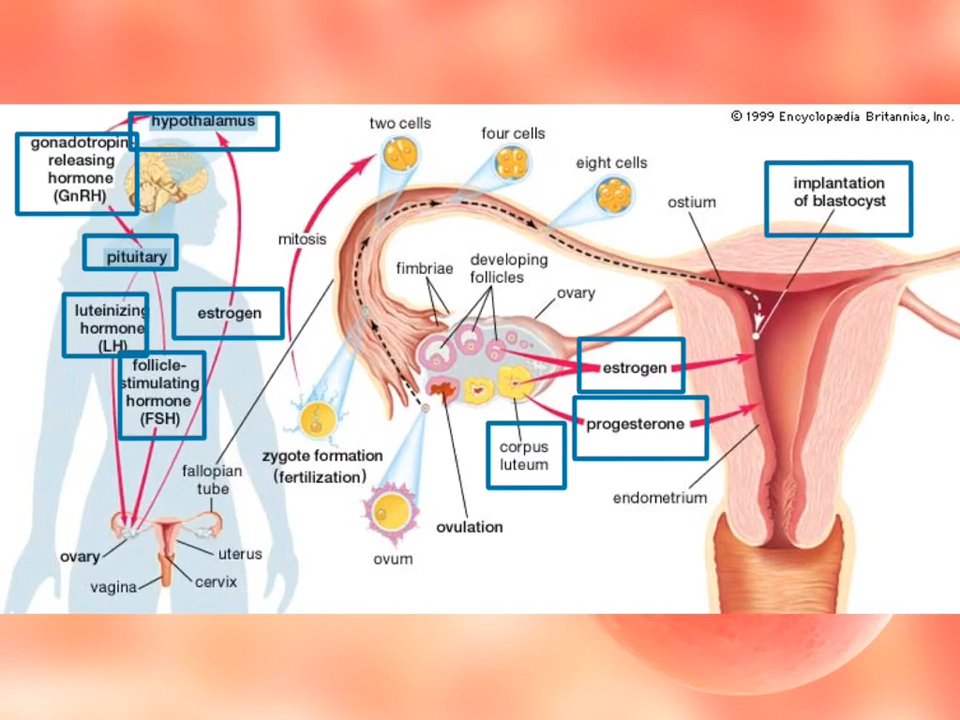 © 1999 Encyclopædia Britannica, Inc.
hypothalamus
gonadotropin
releasing
hormone
(GnRH)
pituitary
luteinizing
hormone
(LH)
estrogen
follicle-
stimulating
hormone
(FSH)
fallopian
tube
ovary
uterus
vagina
cervix
two cells
four cells
eight cells
mitosis
fimbriae
developing
follicles
ovary
ostium
implantation
of blastocyst
estrogen
progesterone
corpus
luteum
endometrium
zygote formation
(fertilization)
ovulation
ovum